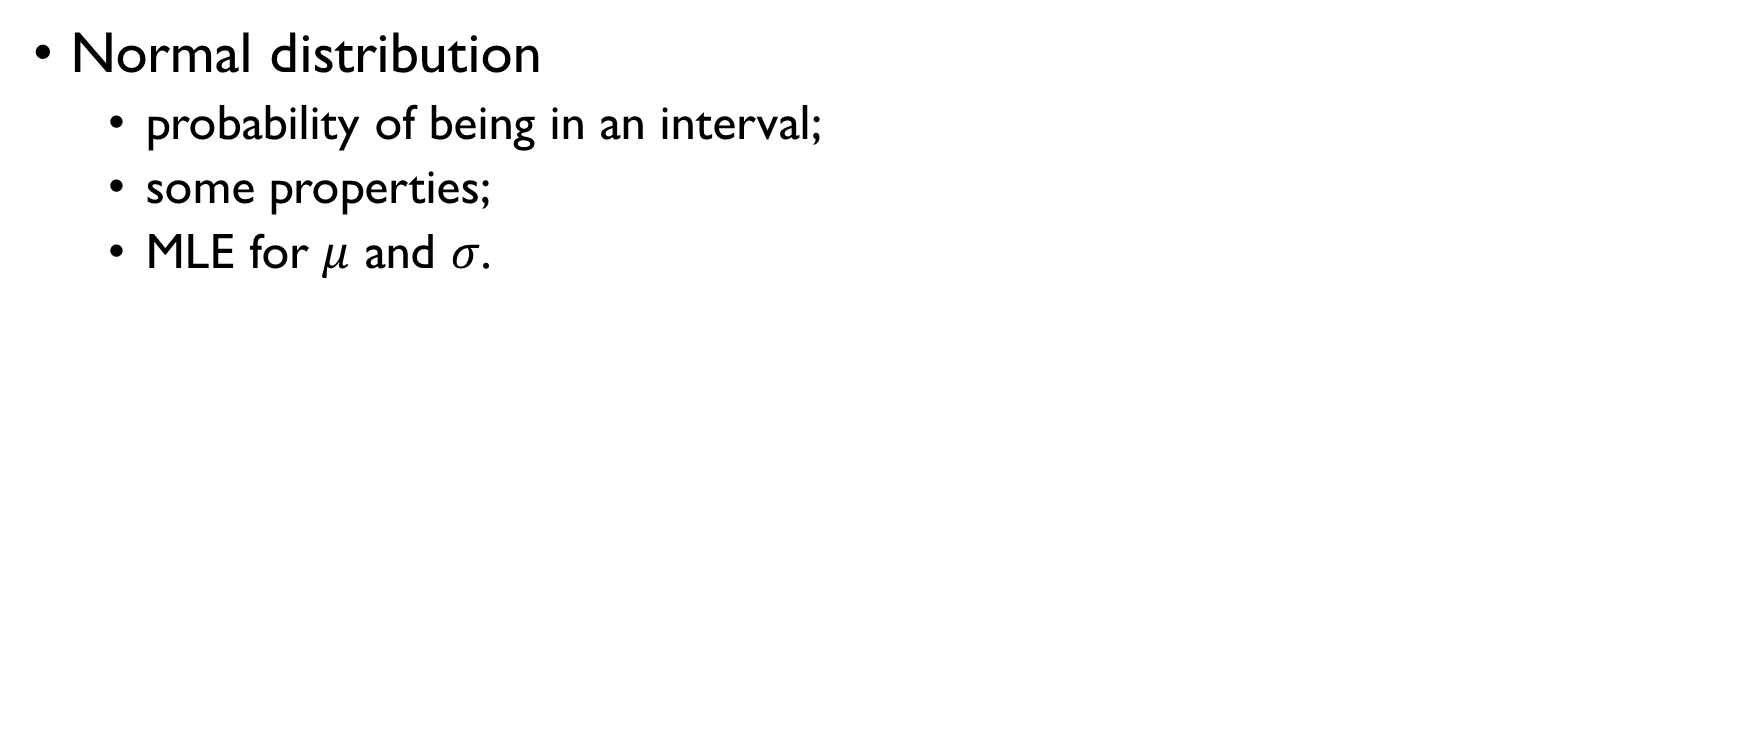 • Normal distribution
• probability of being in an interval;
• some properties;
• MLE for 𝜇 and 𝜎.